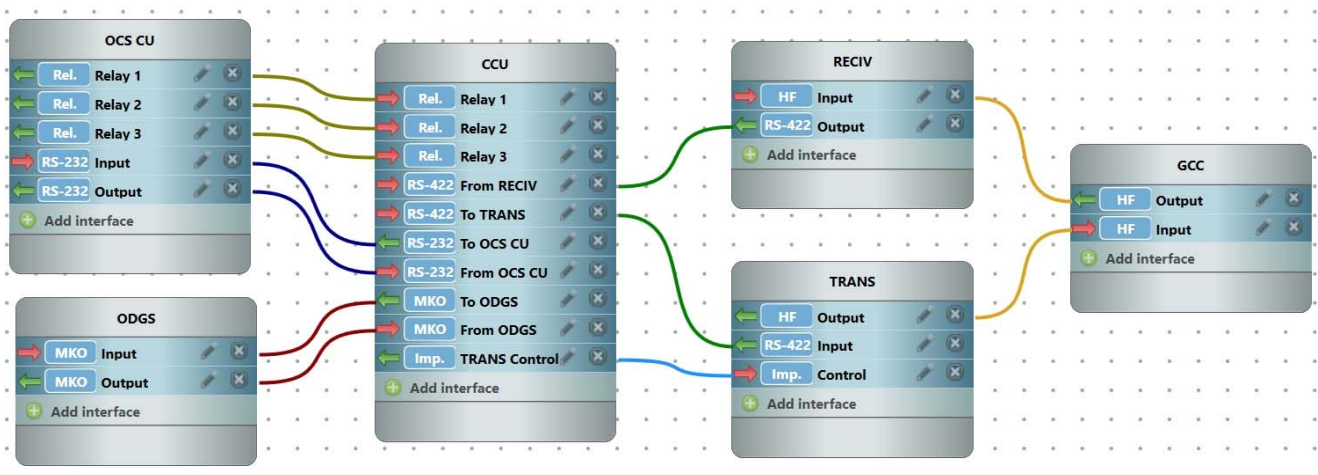 OCS CU
Rel. Relay 1
Rel. Relay 2
Rel. Relay 3
RS-232 Input
RS-232 Output
Add interface
ODGS
MKO Input
MKO Output
Add interface
CCU
Rel. Relay 1
Rel. Relay 2
Rel. Relay 3
RS-422 From RECIV
RS-422 To TRANS
RS-232 To OCS CU
RS-232 From OCS CU
MKO To ODGS
MKO From ODGS
Imp. TRANS Control
Add interface
RECIV
HF Input
RS-422 Output
Add interface
TRANS
HF Output
RS-422 Input
Imp. Control
Add interface
GCC
HF Output
HF Input
Add interface